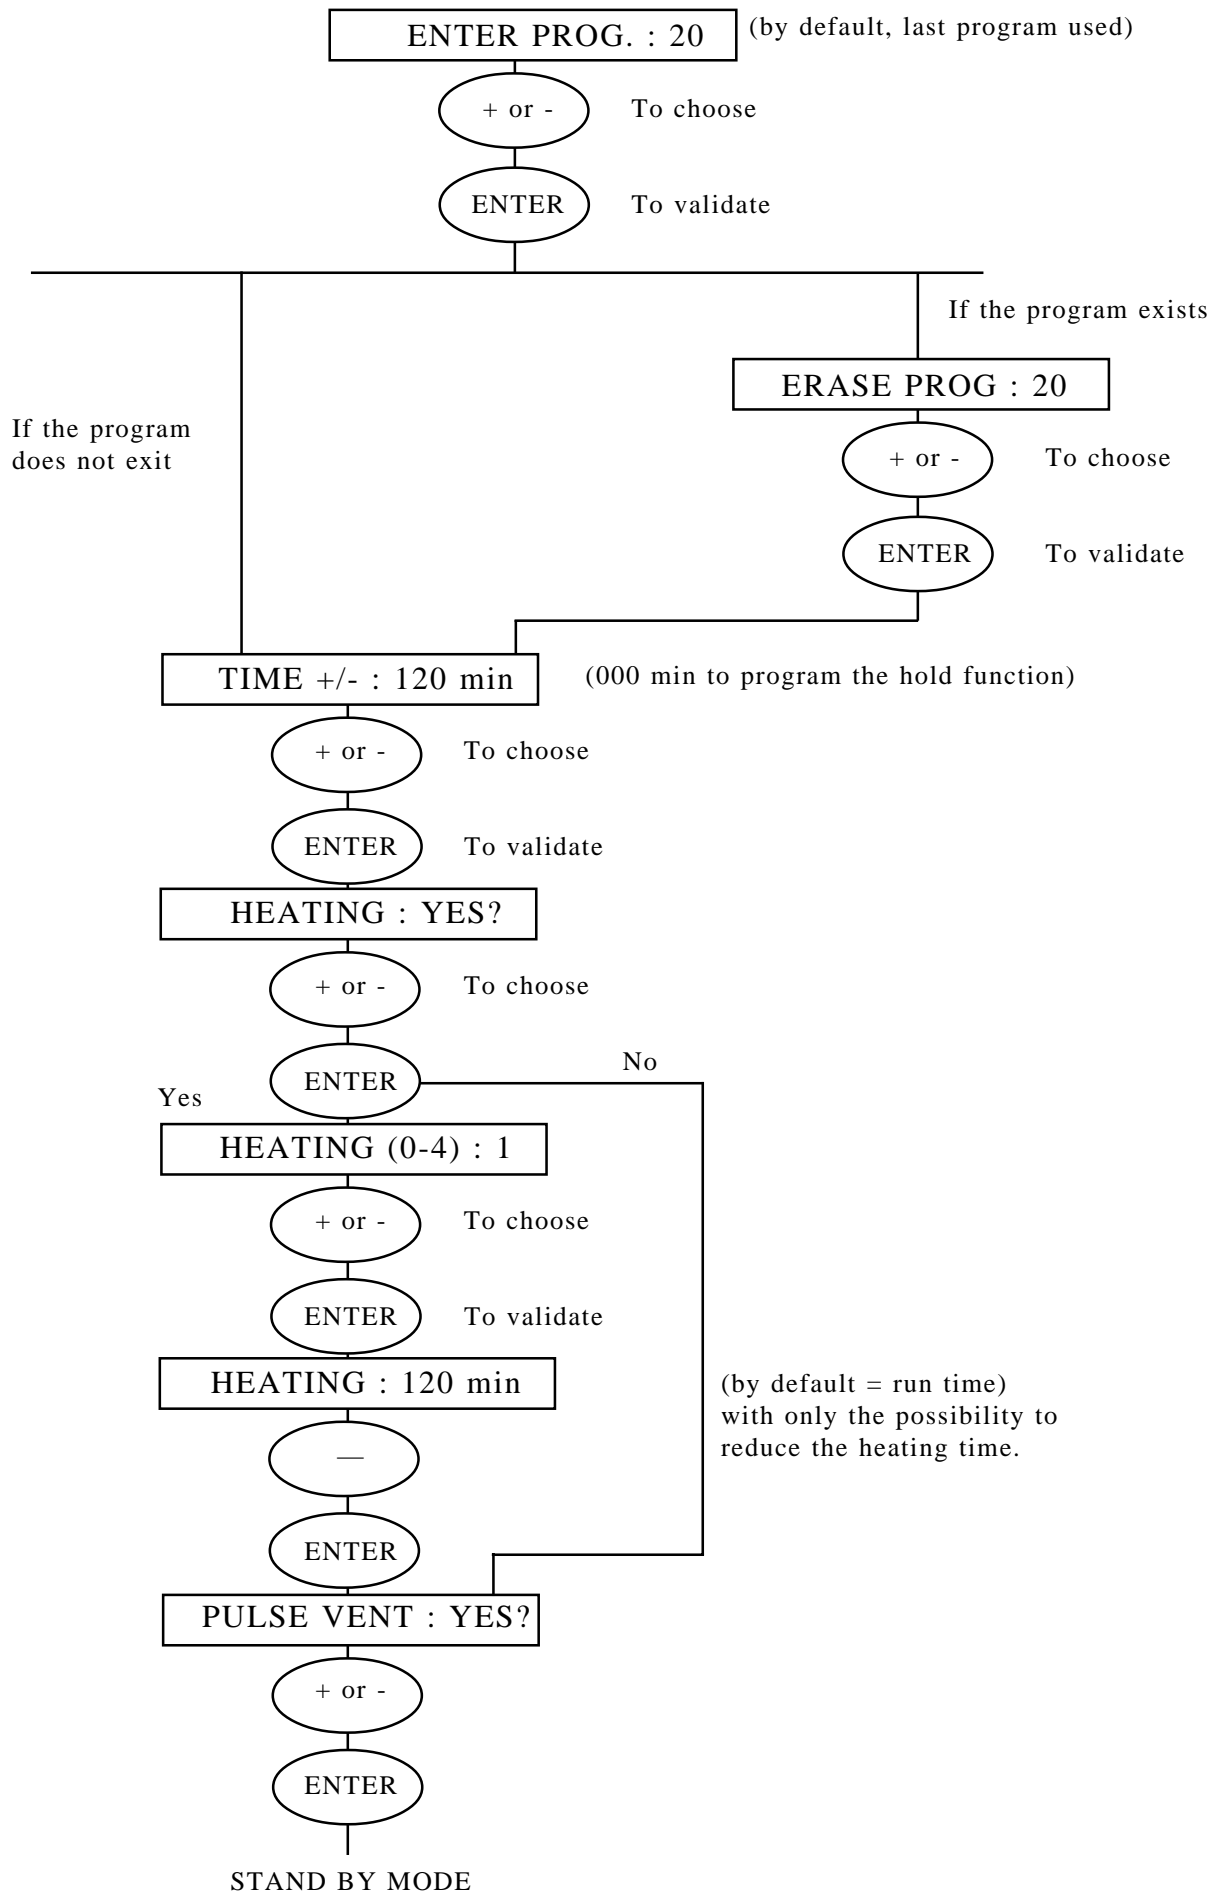 ENTER PROG. : 20
(by default, last program used)
+ or -
To choose
ENTER
To validate
If the program exists
ERASE PROG : 20
If the program
does not exit
+ or -
To choose
ENTER
To validate
TIME +/- : 120 min
(000 min to program the hold function)
+ or -
To choose
ENTER
To validate
HEATING : YES?
+ or -
To choose
ENTER
No
Yes
HEATING (0-4) : 1
+ or -
To choose
ENTER
To validate
HEATING : 120 min
(by default = run time)
with only the possibility to
reduce the heating time.
—
ENTER
PULSE VENT : YES?
+ or -
ENTER
STAND BY MODE